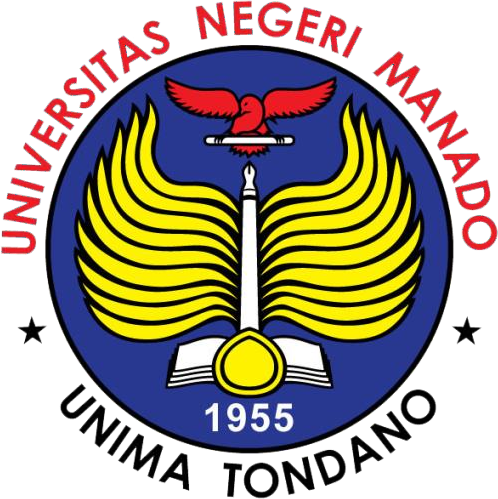 UNIVERSITAS NEGERI MANADO
1955
UNIMA TONDANO